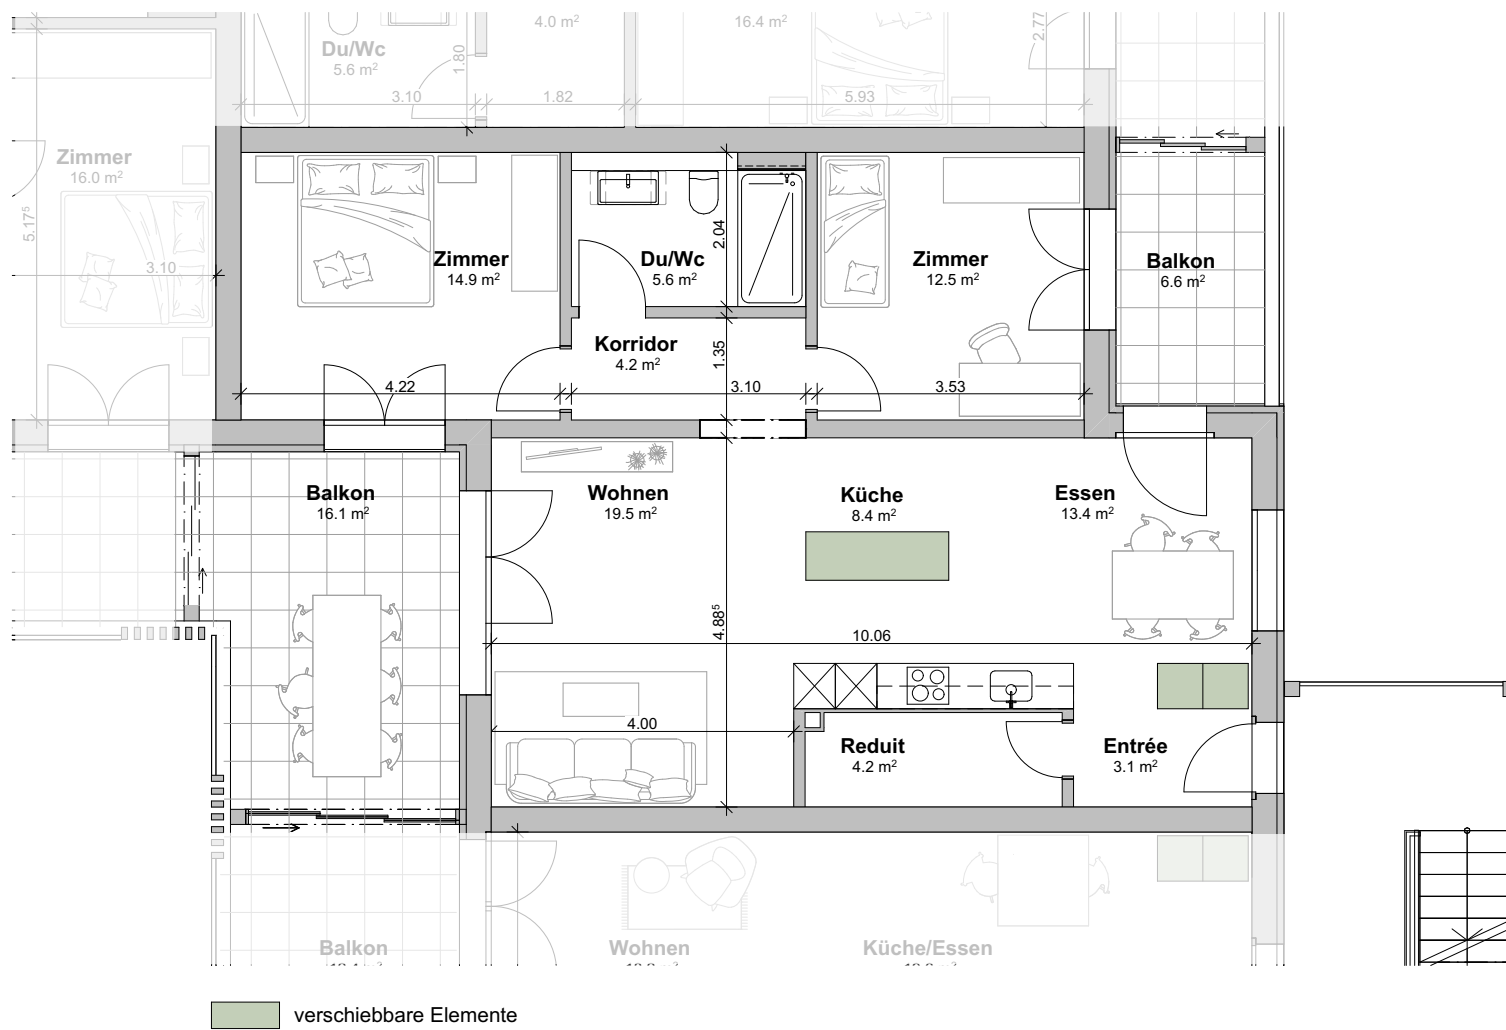 4.0 m²
16.4 m²
2.77
Du/Wc
5.6 m²
1.80
3.10
1.82
5.93
Zimmer
16.0 m²
5.17⁵
3.10
Zimmer
14.9 m²
Du/Wc
5.6 m²
2.04
Zimmer
12.5 m²
Balkon
6.6 m²
Korridor
4.2 m²
1.35
4.22
3.10
3.53
Balkon
16.1 m²
Wohnen
19.5 m²
Küche
8.4 m²
Essen
13.4 m²
4.88⁵
10.06
4.00
Reduit
4.2 m²
Entrée
3.1 m²
Balkon
Wohnen
Küche/Essen
verschiebbare Elemente